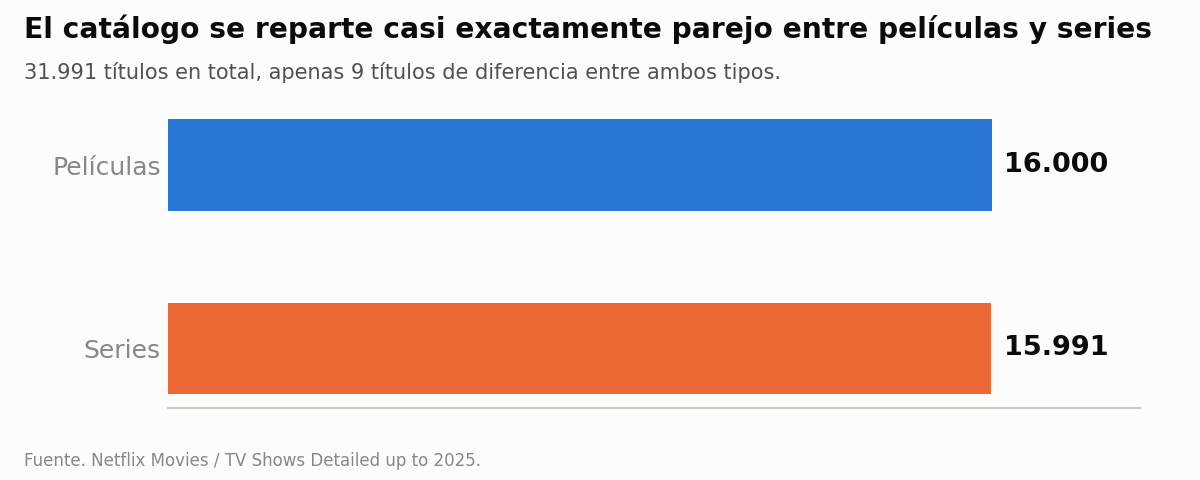 El catálogo se reparte casi exactamente parejo entre películas y series
31.991 títulos en total, apenas 9 títulos de diferencia entre ambos tipos.
Películas
16.000
Series
15.991
Fuente. Netflix Movies / TV Shows Detailed up to 2025.